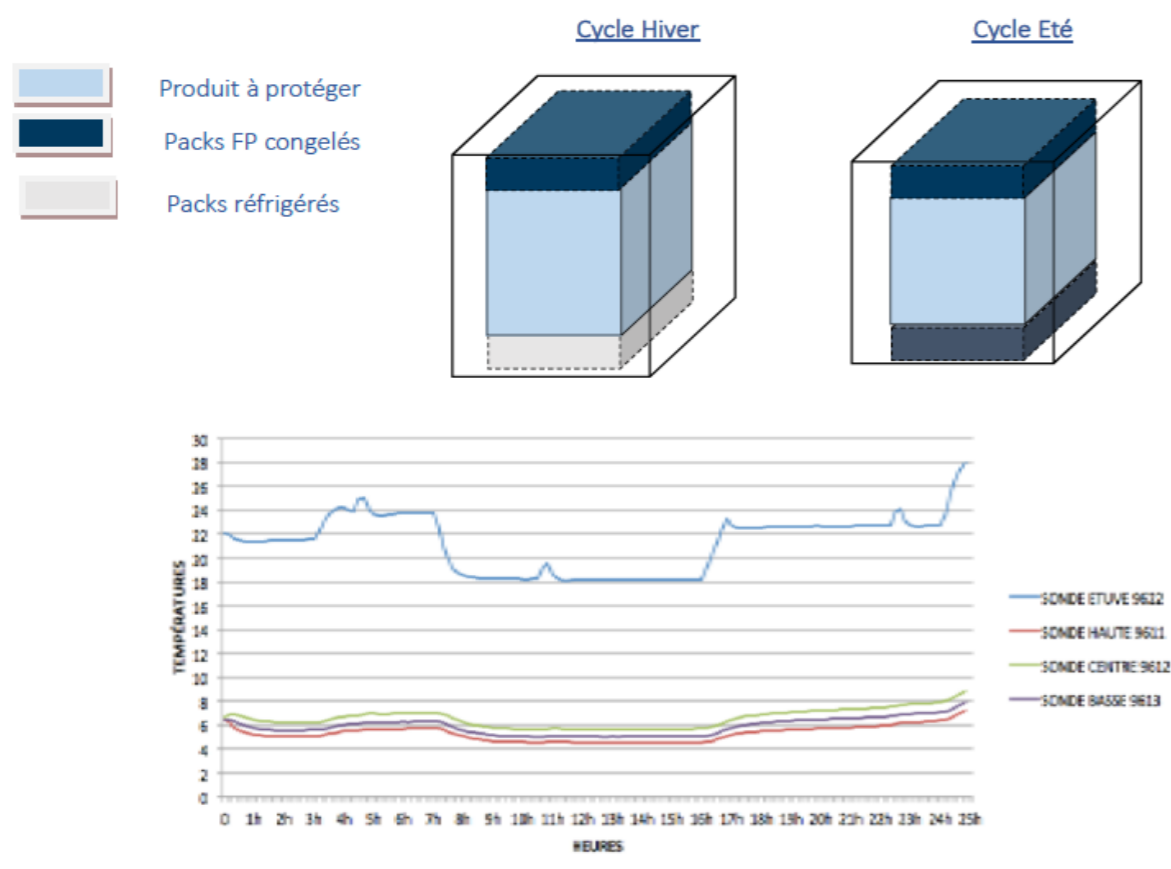 Cycle Hiver
Cycle Eté
Produit à protéger
Packs FP congelés
Packs réfrigérés
30
28
26
24
22
20
18
16
14
12
10
8
6
4
2
0
TEMPÉRATURES
0 1h 2h 3h 4h 5h 6h 7h 8h 9h 10h 11h 12h 13h 14h 15h 16h 17h 18h 19h 20h 21h 22h 23h 24h 25h
HEURES
SONDE ETUVE 9622
SONDE HAUTE 9611
SONDE CENTRE 9612
SONDE BASSE 9613